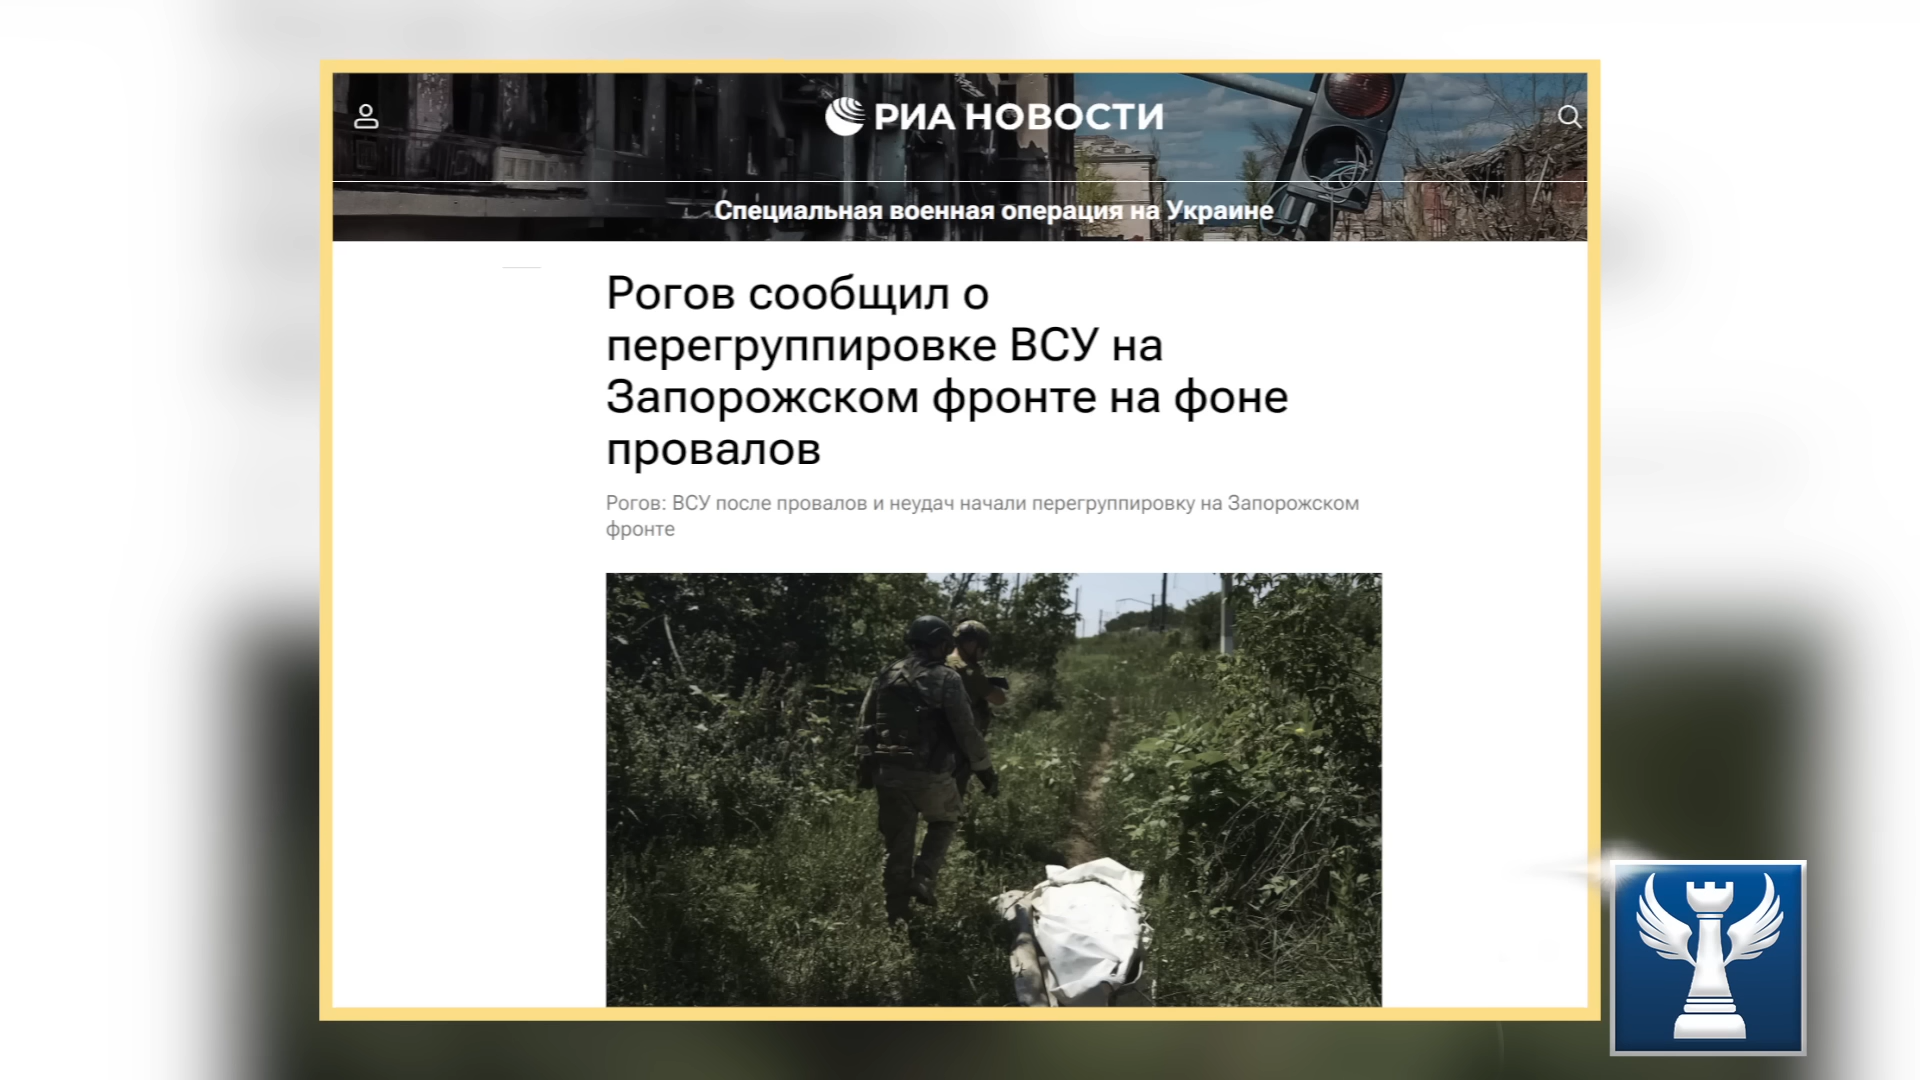 РИА НОВОСТИ
Специальная военная операция на Украине
Рогов сообщил о
перегруппировке ВСУ на
Запорожском фронте на фоне
провалов
Рогов: ВСУ после провалов и неудач начали перегруппировку на Запорожском
фронте